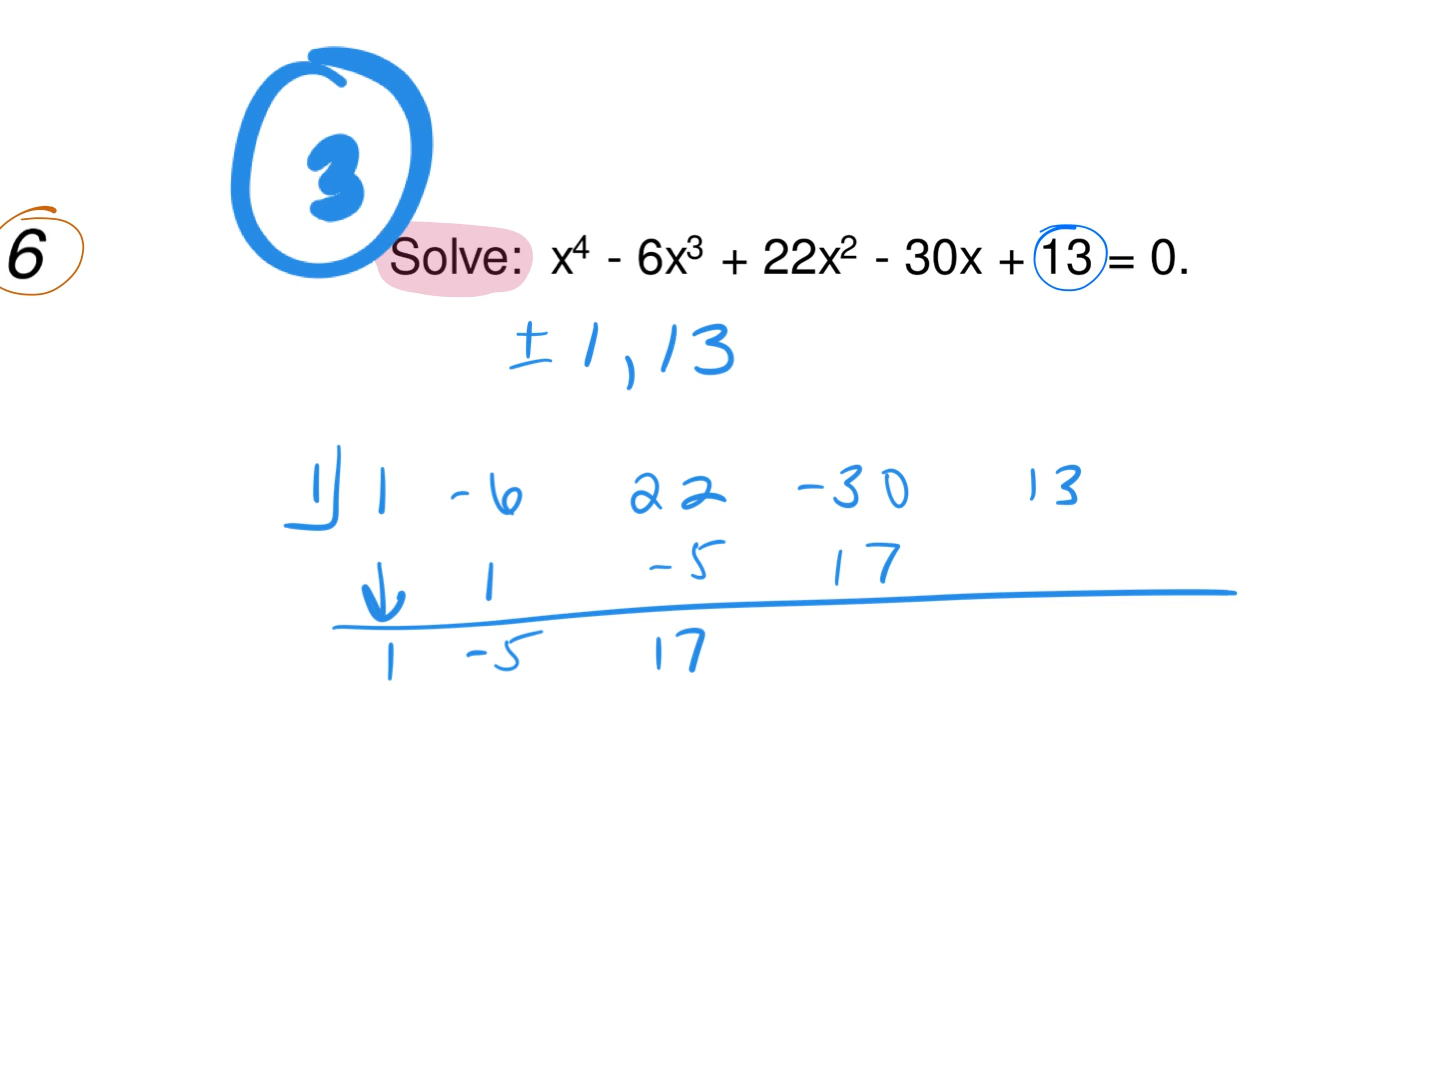 3
6 Solve: x⁴ - 6x³ + 22x² - 30x + 13 = 0.
± 1, 13
1 1 -6 22 -30 13
1 -5 17
1 -5 17